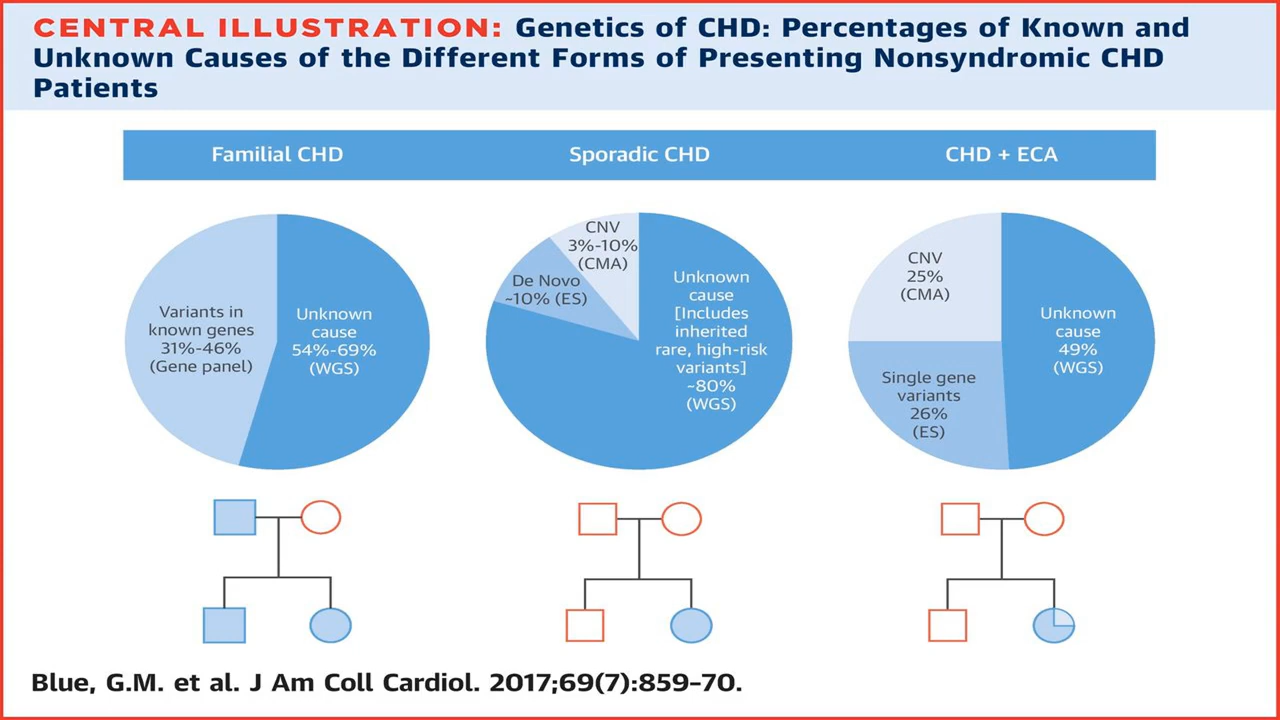 CENTRAL ILLUSTRATION: Genetics of CHD: Percentages of Known and
Unknown Causes of the Different Forms of Presenting Nonsyndromic CHD
Patients
Familial CHD
Sporadic CHD
CHD + ECA
Variants in
known genes
31%-46%
(Gene panel)
Unknown
cause
54%-69%
(WGS)
CNV
3%-10%
(CMA)
De Novo
~10% (ES)
Unknown
cause
[Includes
inherited
rare, high-risk
variants]
~80%
(WGS)
CNV
25%
(CMA)
Single gene
variants
26%
(ES)
Unknown
cause
49%
(WGS)
Blue, G.M. et al. J Am Coll Cardiol. 2017;69(7):859–70.